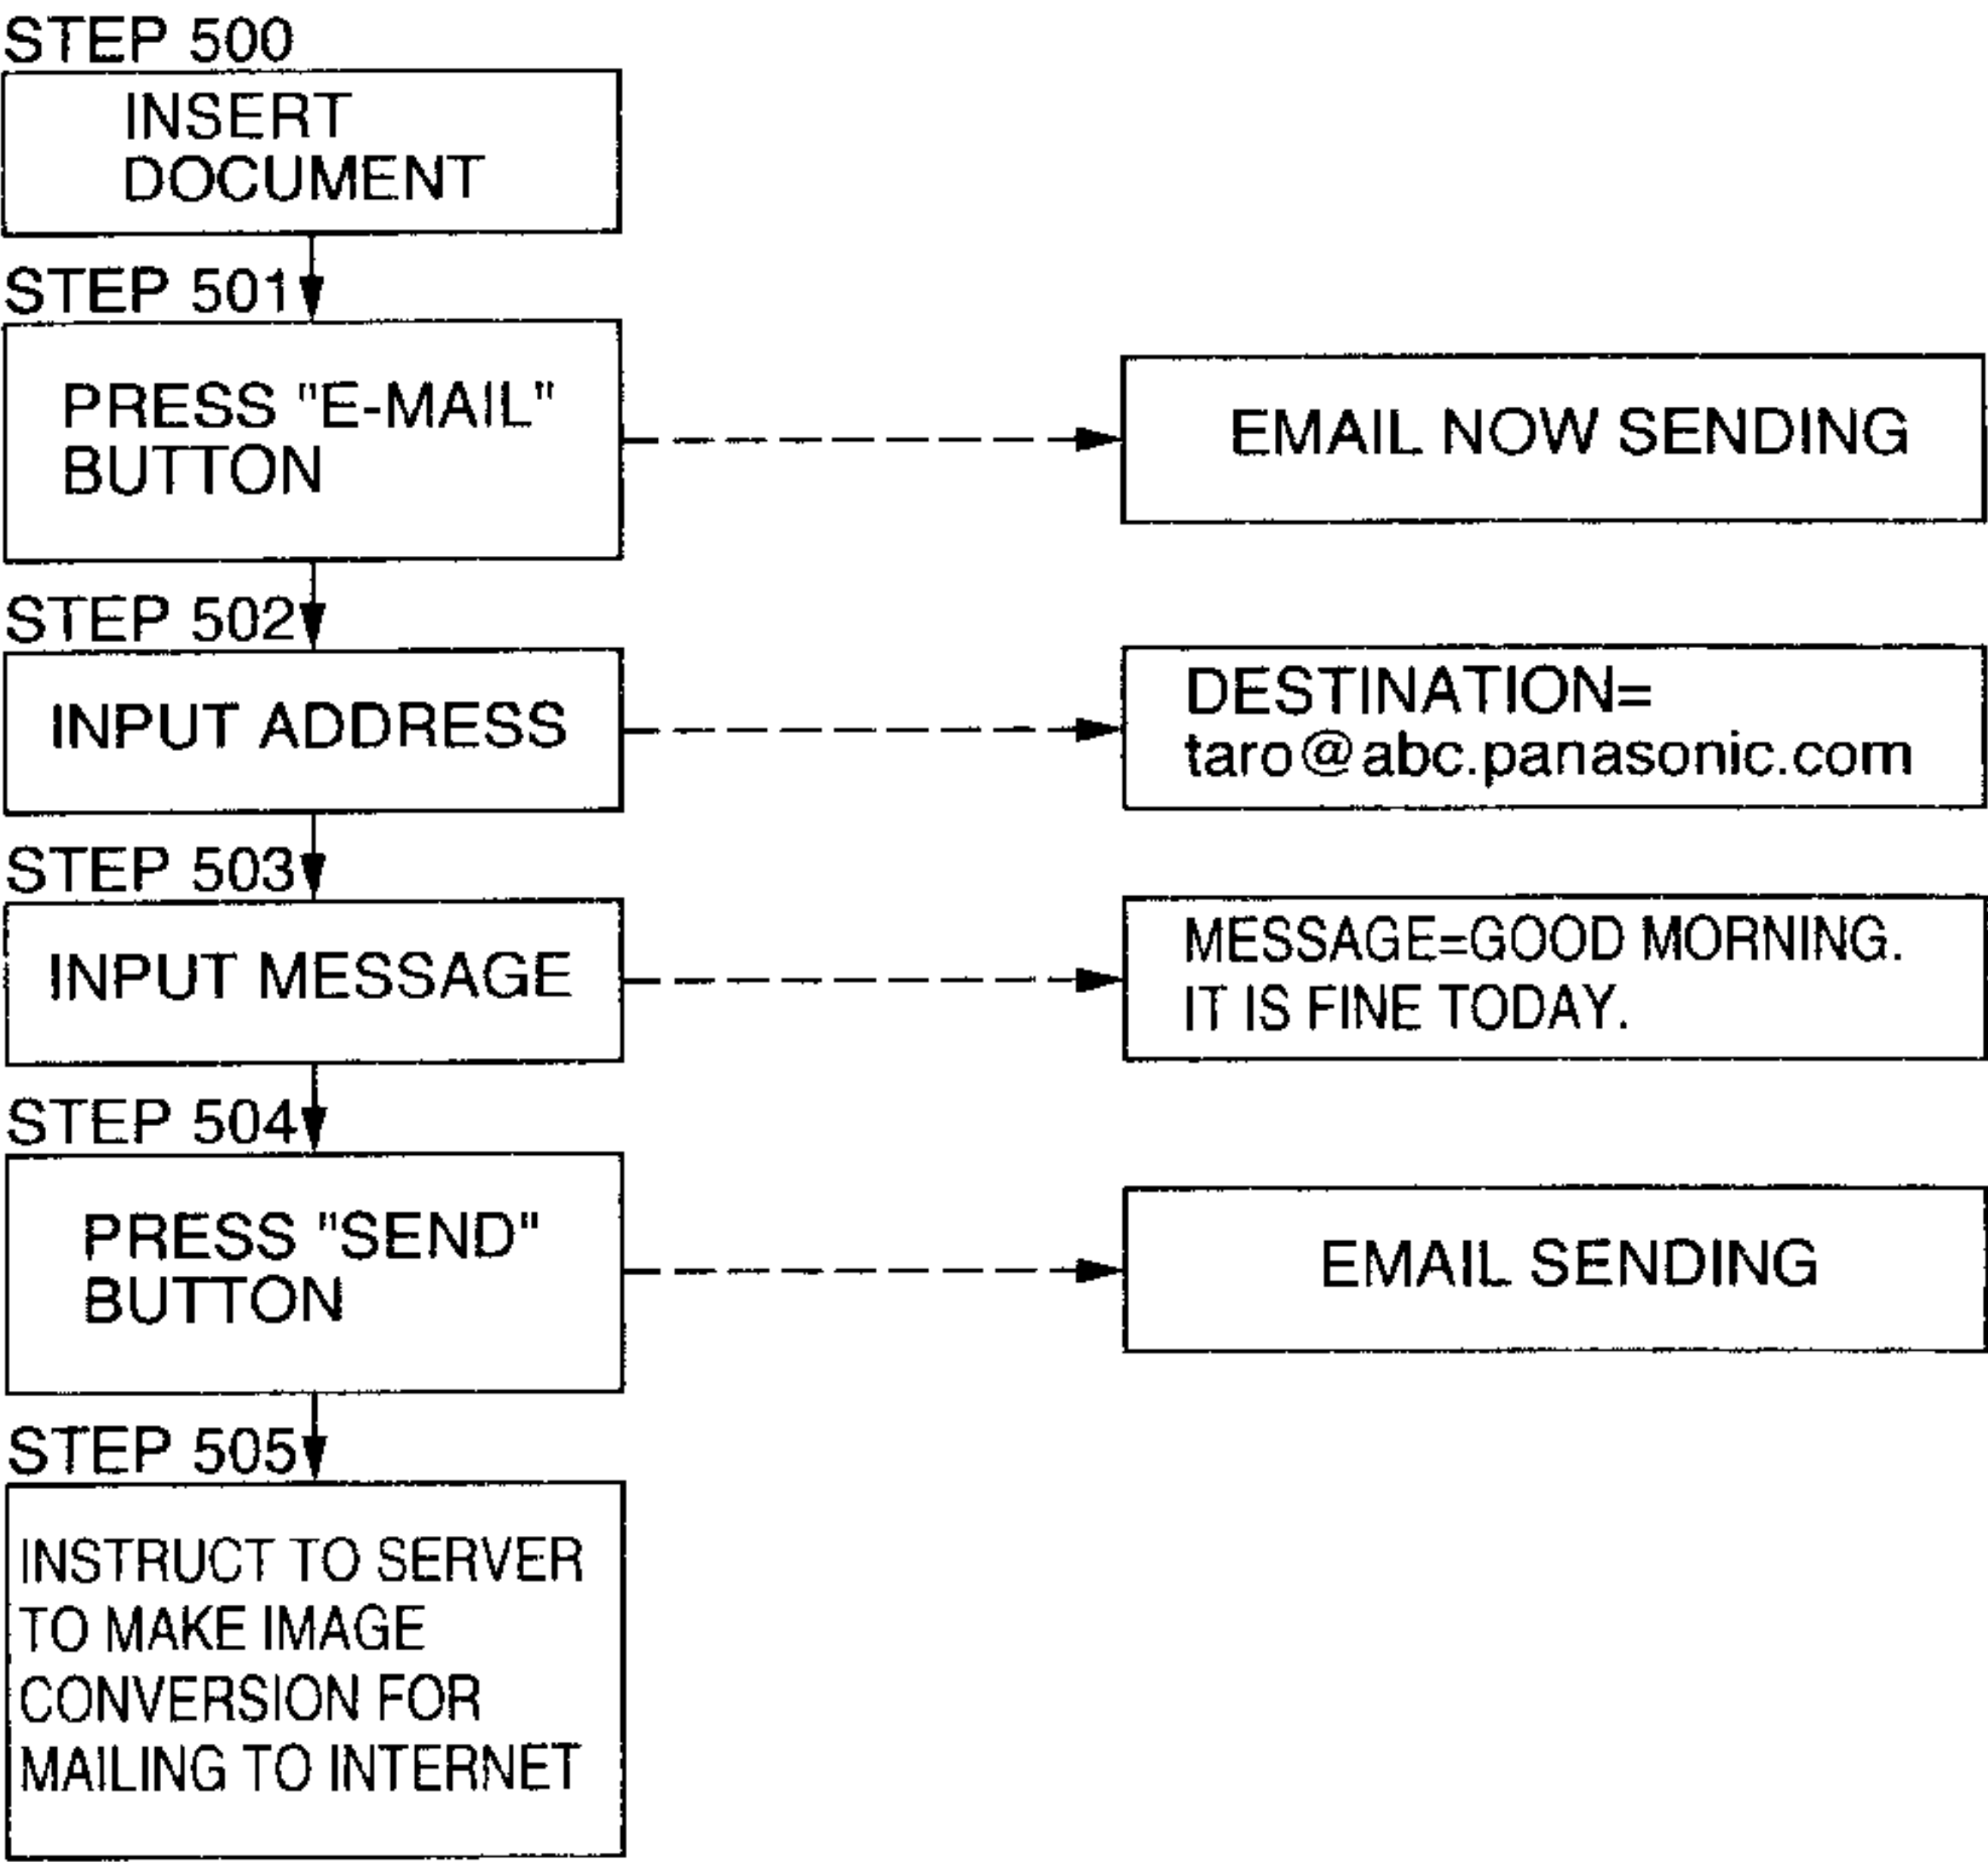 STEP 500
INSERT
DOCUMENT
STEP 501
PRESS "E-MAIL"
BUTTON
EMAIL NOW SENDING
STEP 502
INPUT ADDRESS
DESTINATION=
taro@abc.panasonic.com
STEP 503
INPUT MESSAGE
MESSAGE=GOOD MORNING.
IT IS FINE TODAY.
STEP 504
PRESS "SEND"
BUTTON
EMAIL SENDING
STEP 505
INSTRUCT TO SERVER
TO MAKE IMAGE
CONVERSION FOR
MAILING TO INTERNET